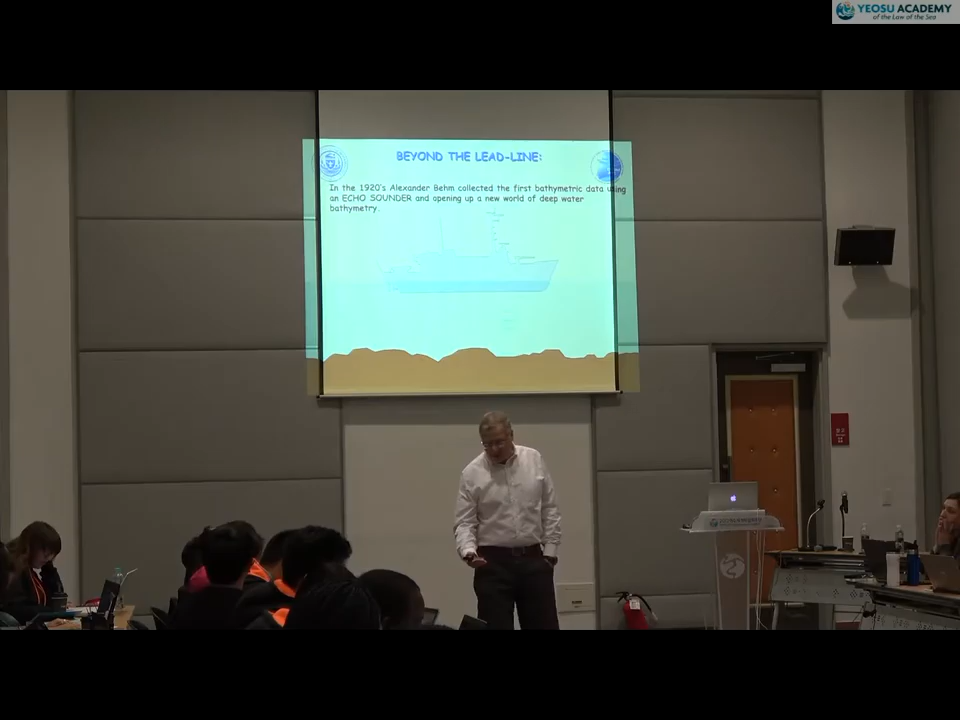 YEOSU ACADEMY
of the Law of the Sea
BEYOND THE LEAD-LINE:
In the 1920's Alexander Behm collected the first bathymetric data using
an ECHO SOUNDER and opening up a new world of deep water
bathymetry.